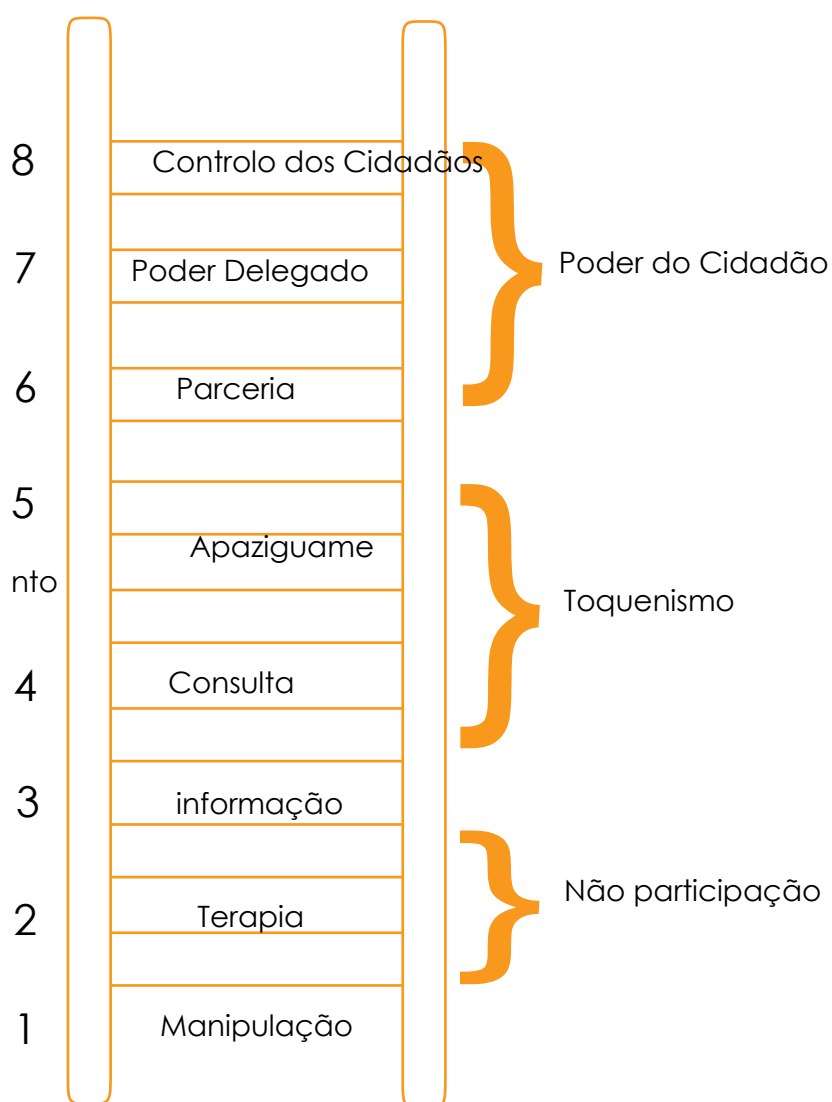 8 Controlo dos Cidadãos
Poder do Cidadão
7 Poder Delegado
6 Parceria
5
Apaziguame
nto
Toquenismo
4 Consulta
3 informação
Não participação
2 Terapia
1 Manipulação